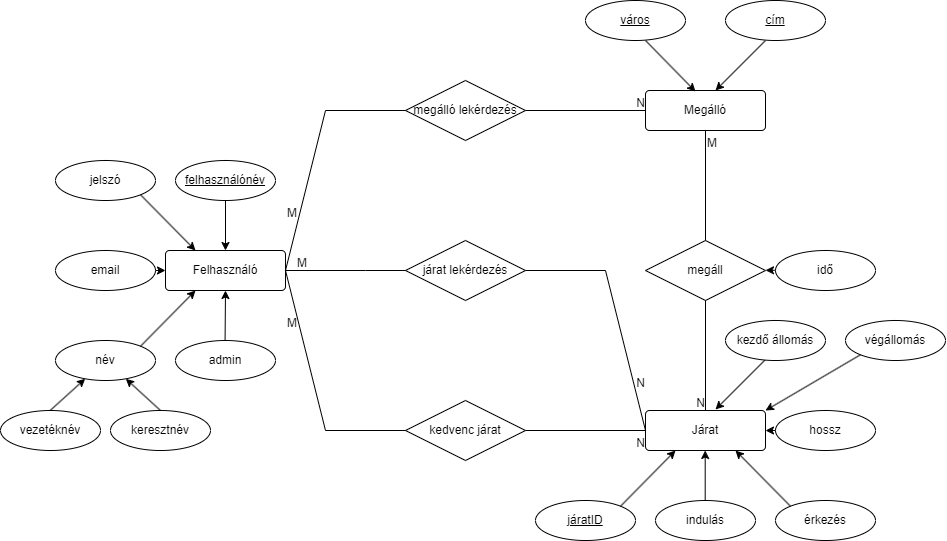 város
cím
megálló lekérdezés
N
Megálló
M
jelszó
felhasználónév
M
email
Felhasználó
M
járat lekérdezés
megáll
idő
M
név
admin
kezdő állomás
végállomás
N
N
vezetéknév
keresztnév
kedvenc járat
Járat
hossz
N
járatID
indulás
érkezés